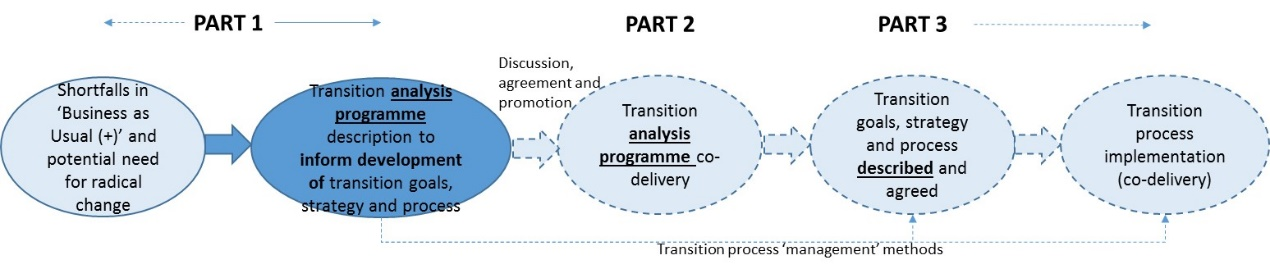 PART 1
PART 2
PART 3
Shortfalls in
‘Business as
Usual (+)’ and
potential need
for radical
change
Transition analysis
programme
description to
inform development
of transition goals,
strategy and process
Discussion,
agreement and
promotion
Transition
analysis
programme co-
delivery
Transition
goals, strategy
and process
described and
agreed
Transition
process
implementation
(co-delivery)
Transition process ‘management’ methods